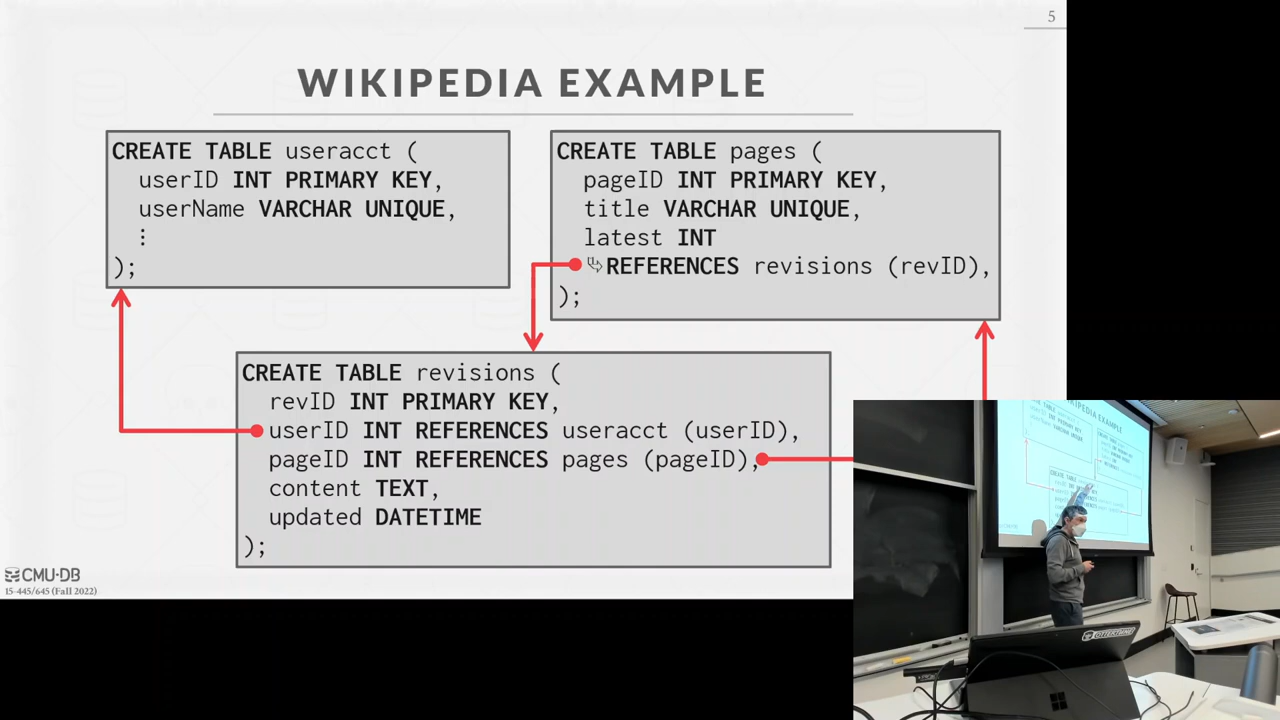 5
WIKIPEDIA EXAMPLE
CREATE TABLE useracct (
userID INT PRIMARY KEY,
userName VARCHAR UNIQUE,
⋮
);
CREATE TABLE pages (
pageID INT PRIMARY KEY,
title VARCHAR UNIQUE,
latest INT
↳REFERENCES revisions (revID),
);
CREATE TABLE revisions (
revID INT PRIMARY KEY,
userID INT REFERENCES useracct (userID),
pageID INT REFERENCES pages (pageID),
content TEXT,
updated DATETIME
);
CMU·DB
15-445/645 (Fall 2022)